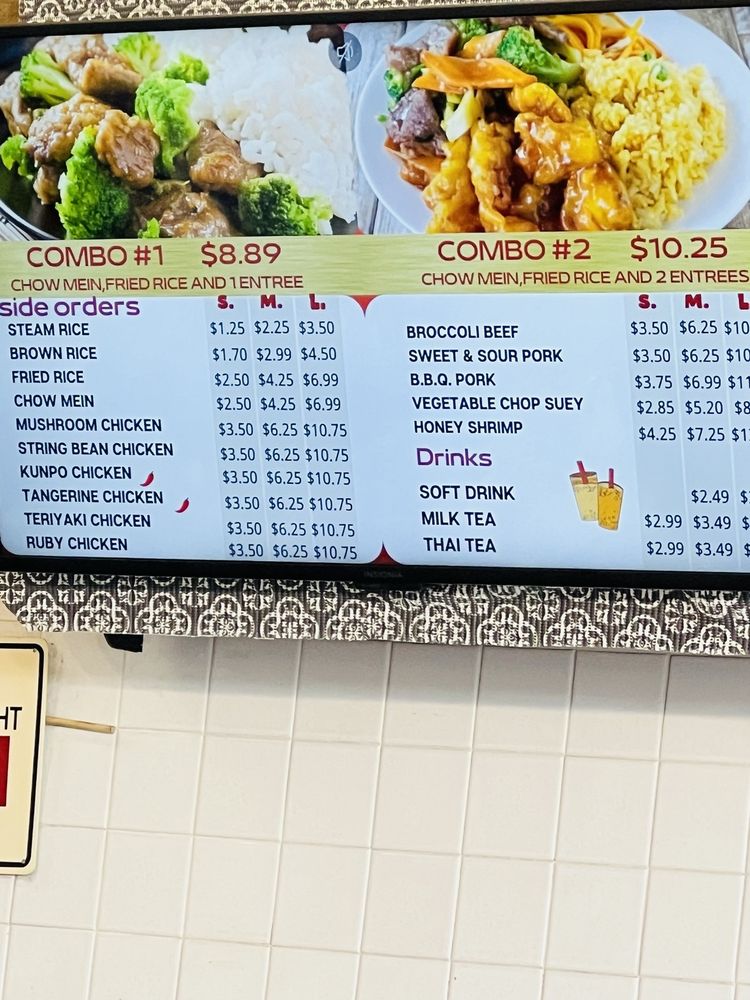 COMBO #1 $8.89
CHOW MEIN,FRIED RICE AND 1 ENTREE
side orders S. M. L.
STEAM RICE $1.25 $2.25 $3.50
BROWN RICE $1.70 $2.99 $4.50
FRIED RICE $2.50 $4.25 $6.99
CHOW MEIN $2.50 $4.25 $6.99
MUSHROOM CHICKEN $3.50 $6.25 $10.75
STRING BEAN CHICKEN $3.50 $6.25 $10.75
KUNPO CHICKEN $3.50 $6.25 $10.75
TANGERINE CHICKEN $3.50 $6.25 $10.75
TERIYAKI CHICKEN $3.50 $6.25 $10.75
RUBY CHICKEN $3.50 $6.25 $10.75
COMBO #2 $10.25
CHOW MEIN,FRIED RICE AND 2 ENTREES
S. M. L
BROCCOLI BEEF $3.50 $6.25 $10
SWEET & SOUR PORK $3.50 $6.25 $10
B.B.Q. PORK $3.75 $6.99 $11
VEGETABLE CHOP SUEY $2.85 $5.20 $8
HONEY SHRIMP $4.25 $7.25 $1
Drinks
SOFT DRINK $2.49 $
MILK TEA $2.99 $3.49 $
THAI TEA $2.99 $3.49 $
INSIGNIA
HT